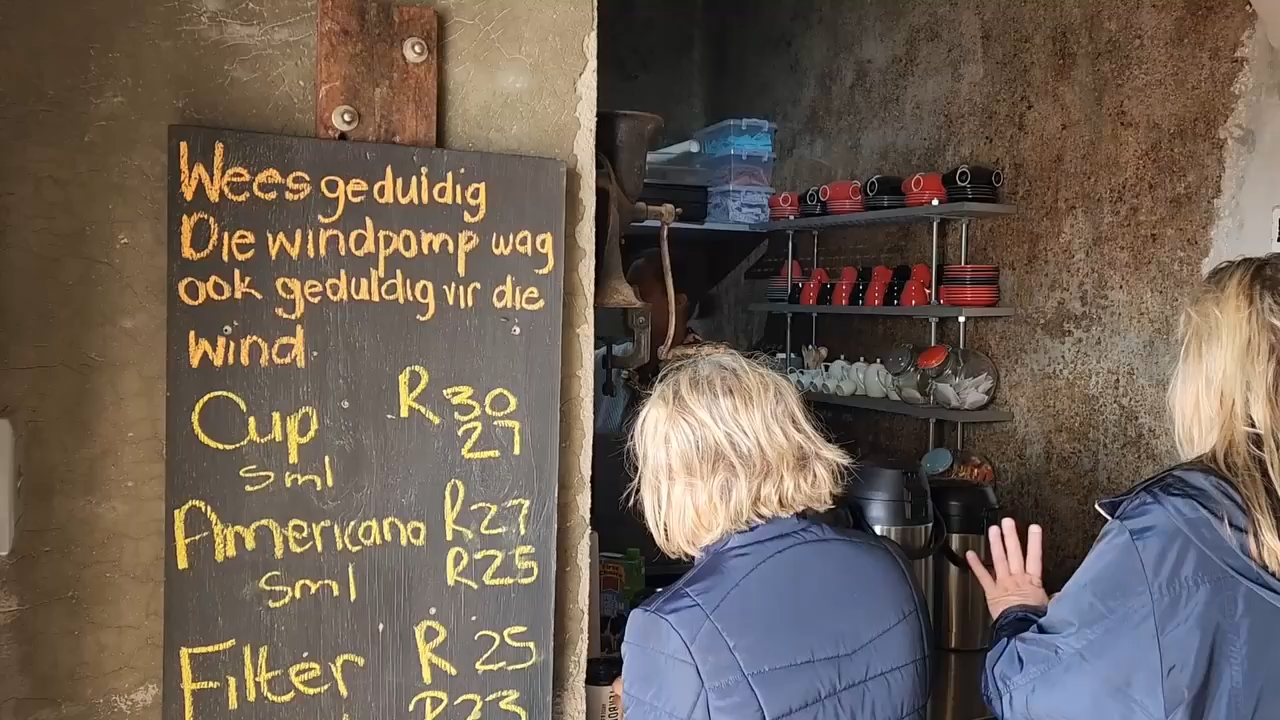 Wees geduldig
Die windpomp wag
ook geduldig vir die
wind.
Cup R30
sml 27
Americano R27
sml R25
Filter R 25
R23